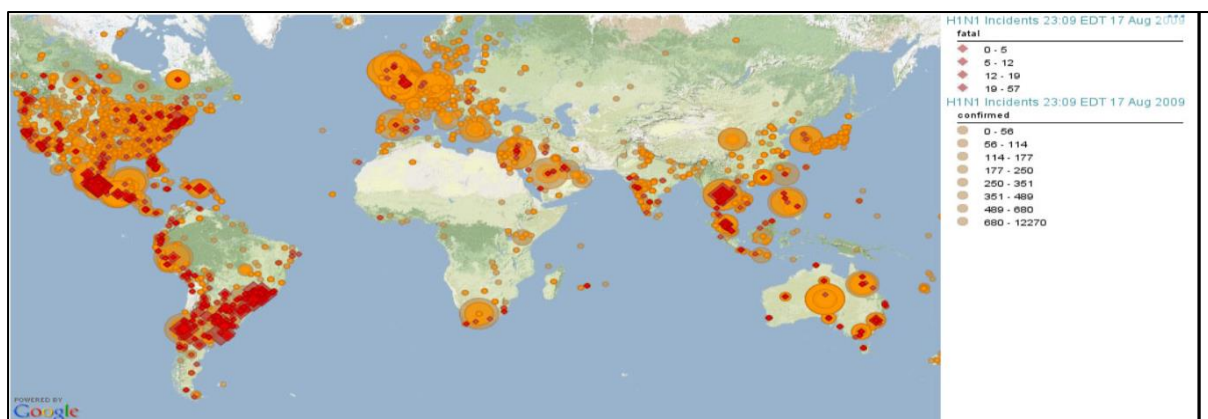 H1N1 Incidents 23:09 EDT 17 Aug 2009
fatal
0 - 5
5 - 12
12 - 19
19 - 57
H1N1 Incidents 23:09 EDT 17 Aug 2009
confirmed
0 - 56
56 - 114
114 - 177
177 - 250
250 - 351
351 - 489
489 - 680
680 - 12270
POWERED BY
Google